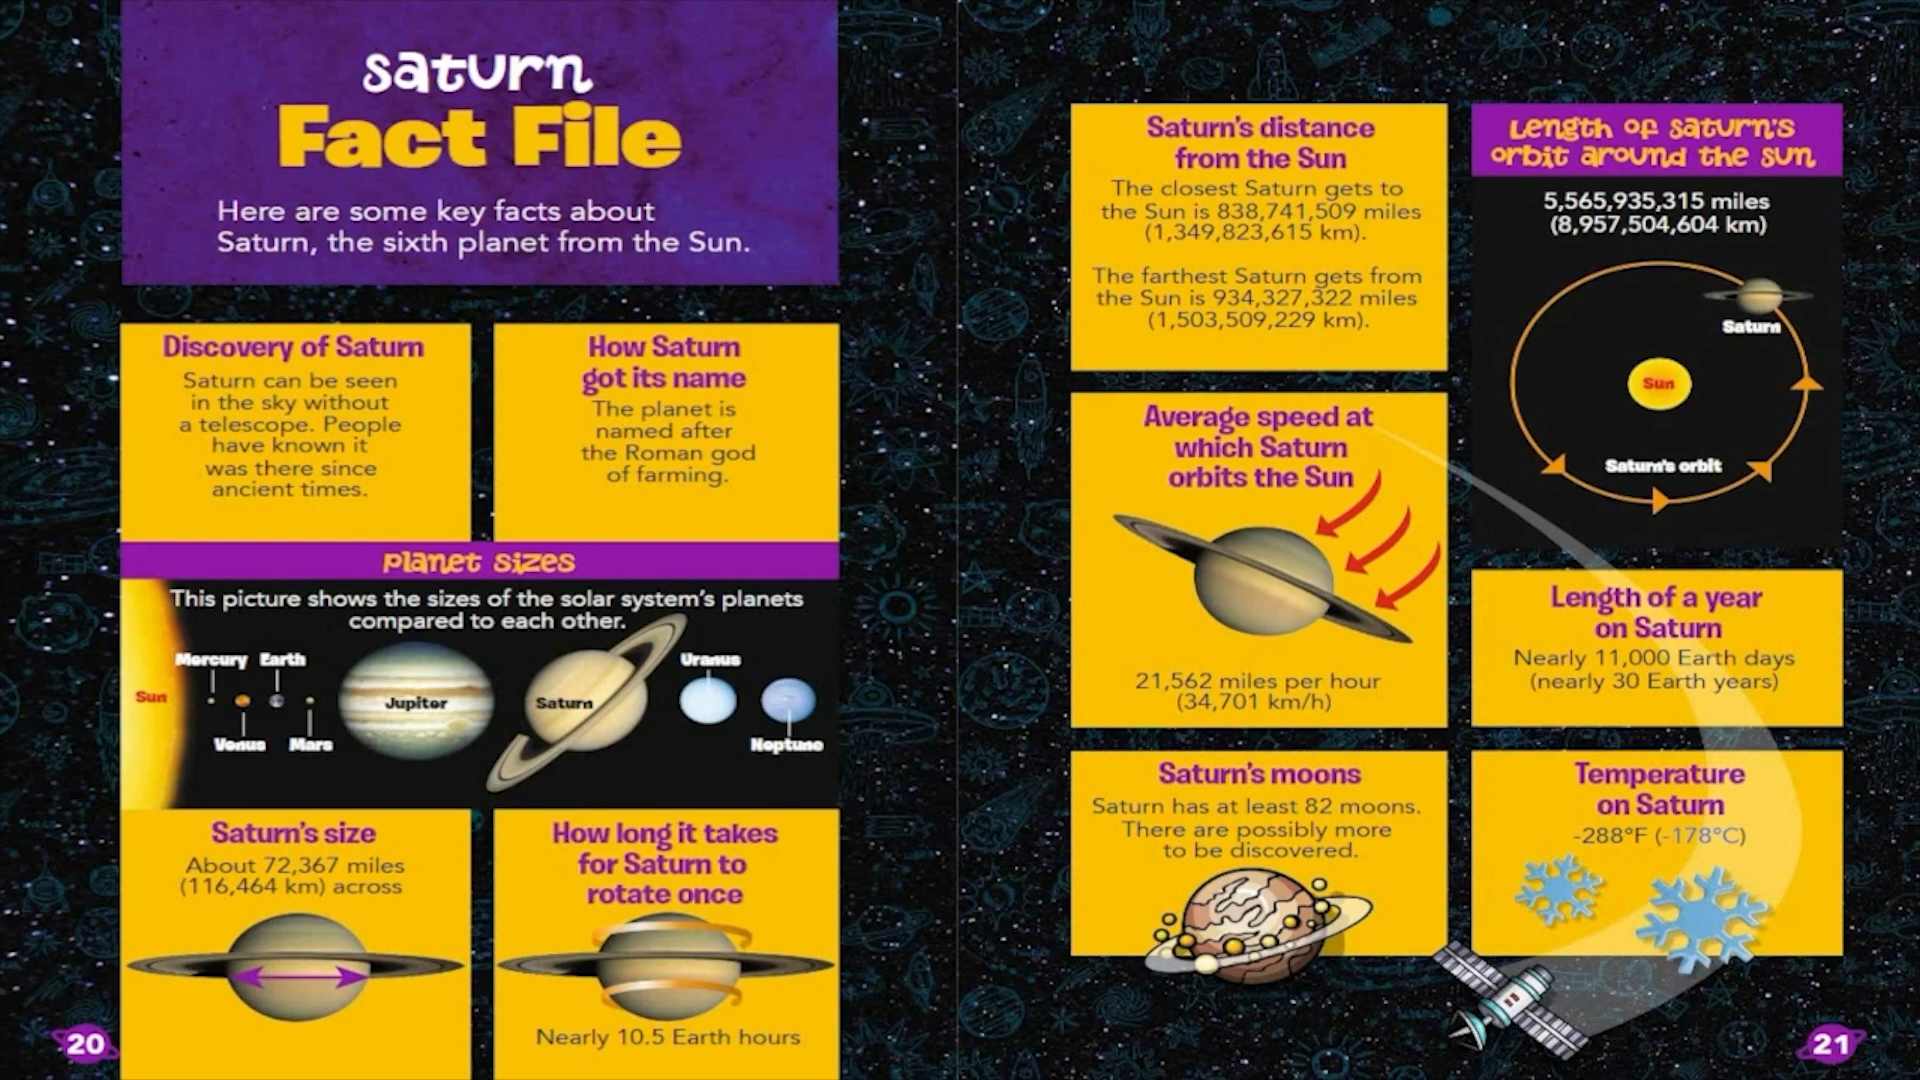 saturn
Fact File
Here are some key facts about
Saturn, the sixth planet from the Sun.
Discovery of Saturn
Saturn can be seen
in the sky without
a telescope. People
have known it
was there since
ancient times.
How Saturn
got its name
The planet is
named after
the Roman god
of farming.
Planet sizes
This picture shows the sizes of the solar system's planets
compared to each other.
Mercury Earth
Uranus
Sun
Jupiter
Saturn
Venus Mars
Neptune
Saturn's size
About 72,367 miles
(116,464 km) across
How long it takes
for Saturn to
rotate once
Nearly 10.5 Earth hours
20
Saturn's distance
from the Sun
The closest Saturn gets to
the Sun is 838,741,509 miles
(1,349,823,615 km).
The farthest Saturn gets from
the Sun is 934,327,322 miles
(1,503,509,229 km).
Length of Saturn's
orbit around the sun
5,565,935,315 miles
(8,957,504,604 km)
Saturn
Sun
Saturn's orbit
Average speed at
which Saturn
orbits the Sun
21,562 miles per hour
(34,701 km/h)
Length of a year
on Saturn
Nearly 11,000 Earth days
(nearly 30 Earth years)
Saturn's moons
Saturn has at least 82 moons.
There are possibly more
to be discovered.
Temperature
on Saturn
-288°F (-178°C)
21